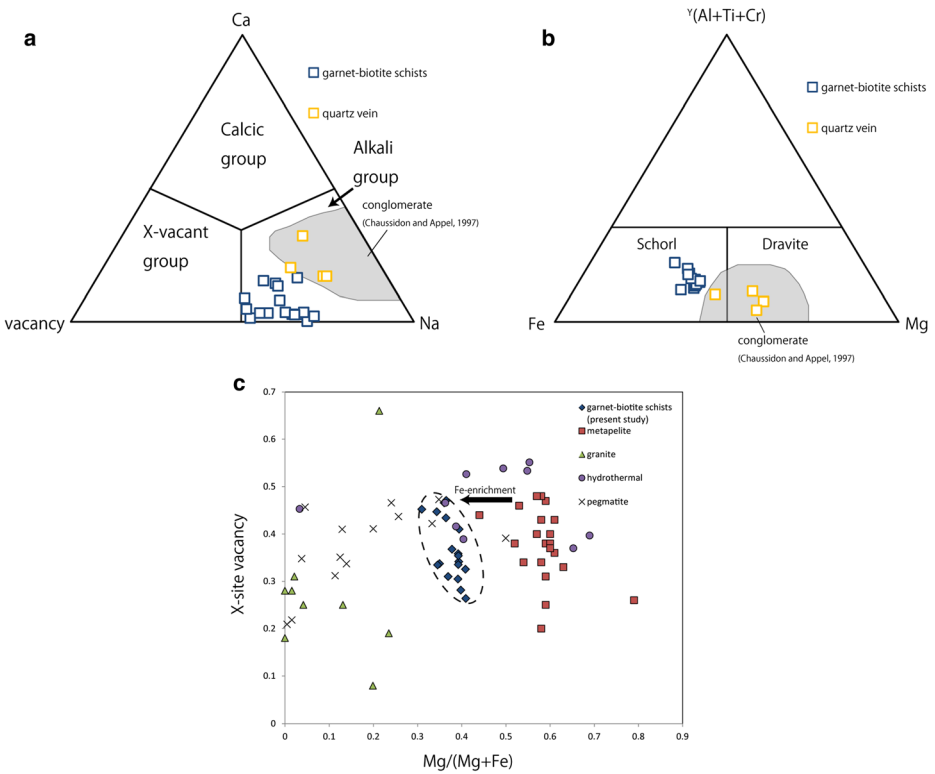 a
Ca
garnet-biotite schists
quartz vein
Calcic
group
Alkali
group
conglomerate
(Chaussidon and Appel, 1997)
X-vacant
group
vacancy
Na
b
Y(Al+Ti+Cr)
garnet-biotite schists
quartz vein
Schorl
Dravite
Fe
Mg
conglomerate
(Chaussidon and Appel, 1997)
c
0.7
0.6
0.5
0.4
0.3
0.2
0.1
0
X-site vacancy
garnet-biotite schists
(present study)
metapelite
granite
hydrothermal
pegmatite
Fe-enrichment
0 0.1 0.2 0.3 0.4 0.5 0.6 0.7 0.8 0.9
Mg/(Mg+Fe)